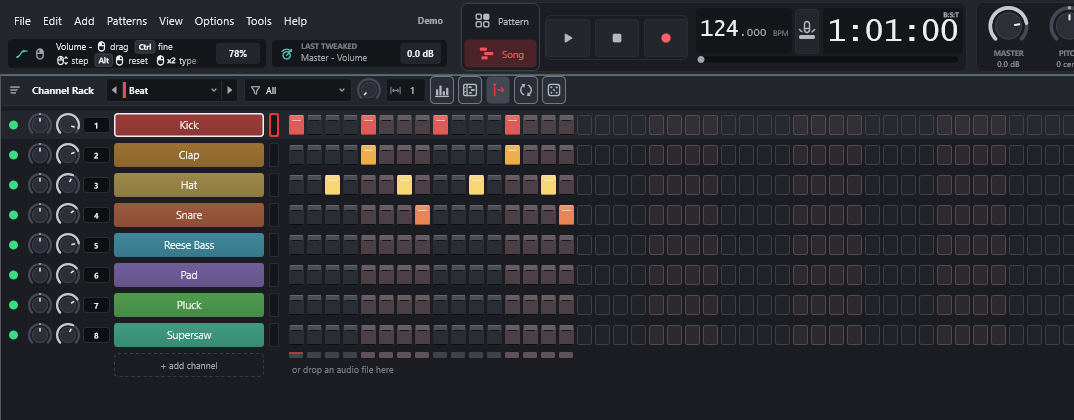 File Edit Add Patterns View Options Tools Help Demo
Volume - drag Ctrl fine
step Alt reset x2 type
78%
LAST TWEAKED
Master - Volume
0.0 dB
Pattern
Song
124.000 BPM
B:S:T
1:01:00
MASTER
0.0 dB
PITC
0 cen
Channel Rack Beat All 1
1 Kick
2 Clap
3 Hat
4 Snare
5 Reese Bass
6 Pad
7 Pluck
8 Supersaw
+ add channel
or drop an audio file here